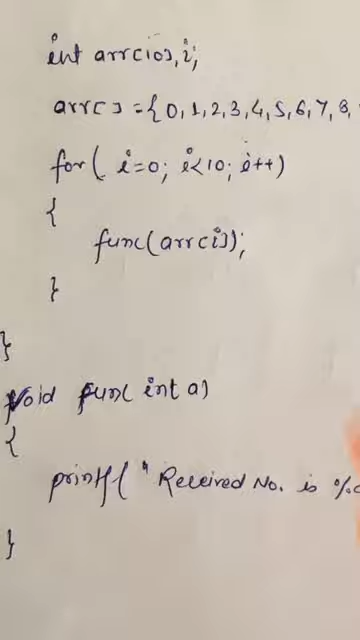 int arr[10],i;
arr[] = {0,1,2,3,4,5,6,7,8,
for( i=0; i<10; i++)
{
func(arr[i]);
}
}
void fun( int a)
{
printf( " Received No. is %d
}